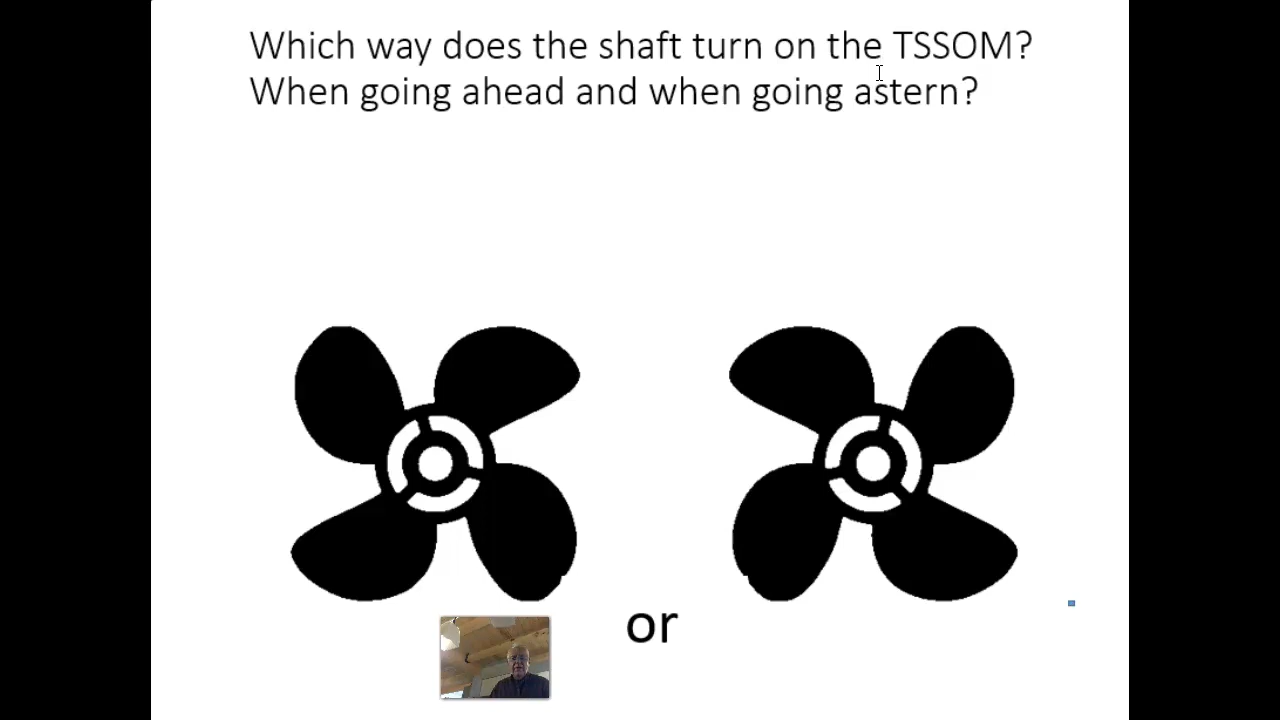 Which way does the shaft turn on the TSSOM?
When going ahead and when going astern?
or